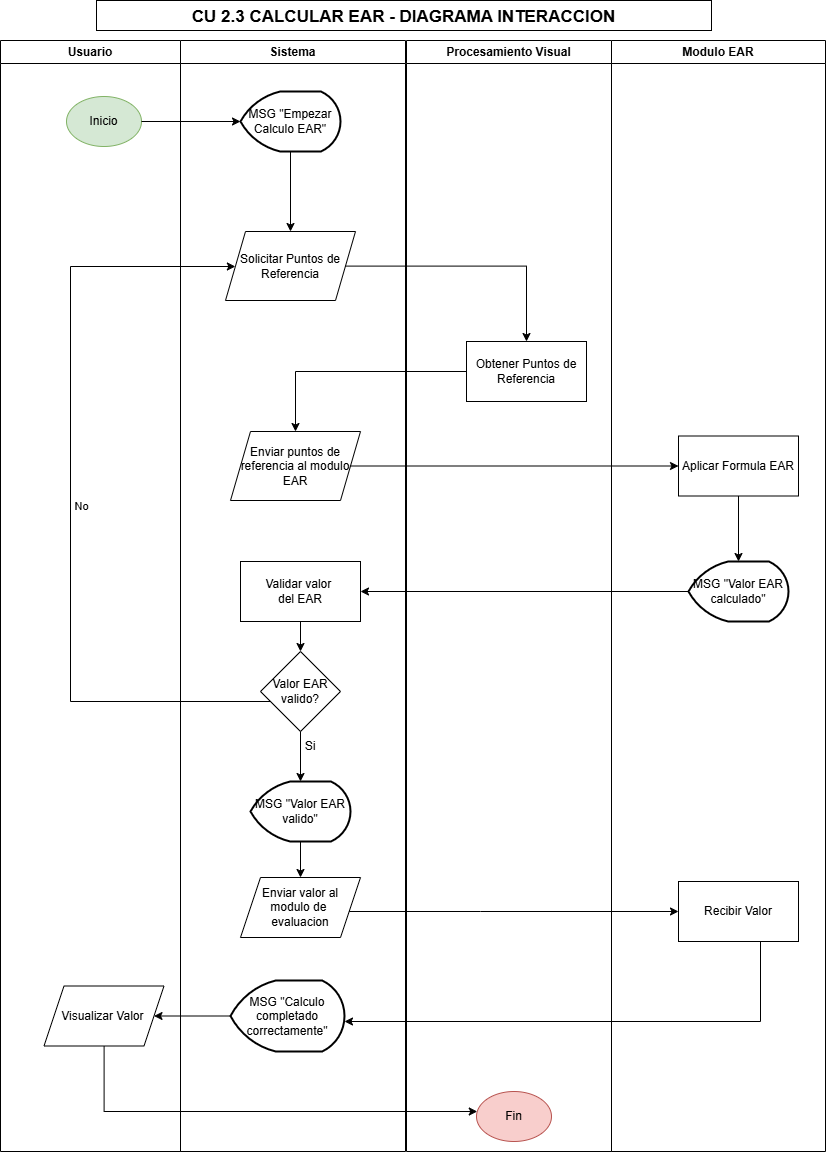 CU 2.3 CALCULAR EAR - DIAGRAMA INTERACCION
Usuario
Sistema
Procesamiento Visual
Modulo EAR
Inicio
MSG "Empezar
Calculo EAR"
Solicitar Puntos de
Referencia
Obtener Puntos de
Referencia
Enviar puntos de
referencia al modulo
EAR
Aplicar Formula EAR
No
MSG "Valor EAR
calculado"
Validar valor
del EAR
Valor EAR
valido?
Si
MSG "Valor EAR
valido"
Enviar valor al
modulo de
evaluacion
Recibir Valor
MSG "Calculo
completado
correctamente"
Visualizar Valor
Fin